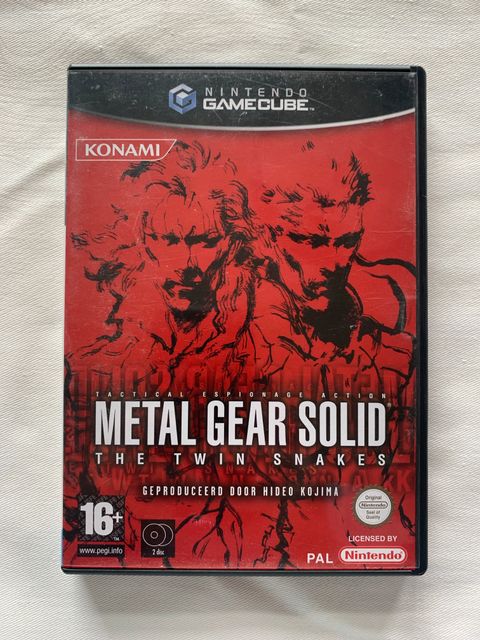 NINTENDO
GAMECUBE™
KONAMI
TACTICAL ESPIONAGE ACTION
METAL GEAR SOLID®
THE TWIN SNAKES
GEPRODUCEERD DOOR HIDEO KOJIMA
16+
www.pegi.info
2 disc
Original
Nintendo
Seal of
Quality
LICENSED BY
PAL Nintendo